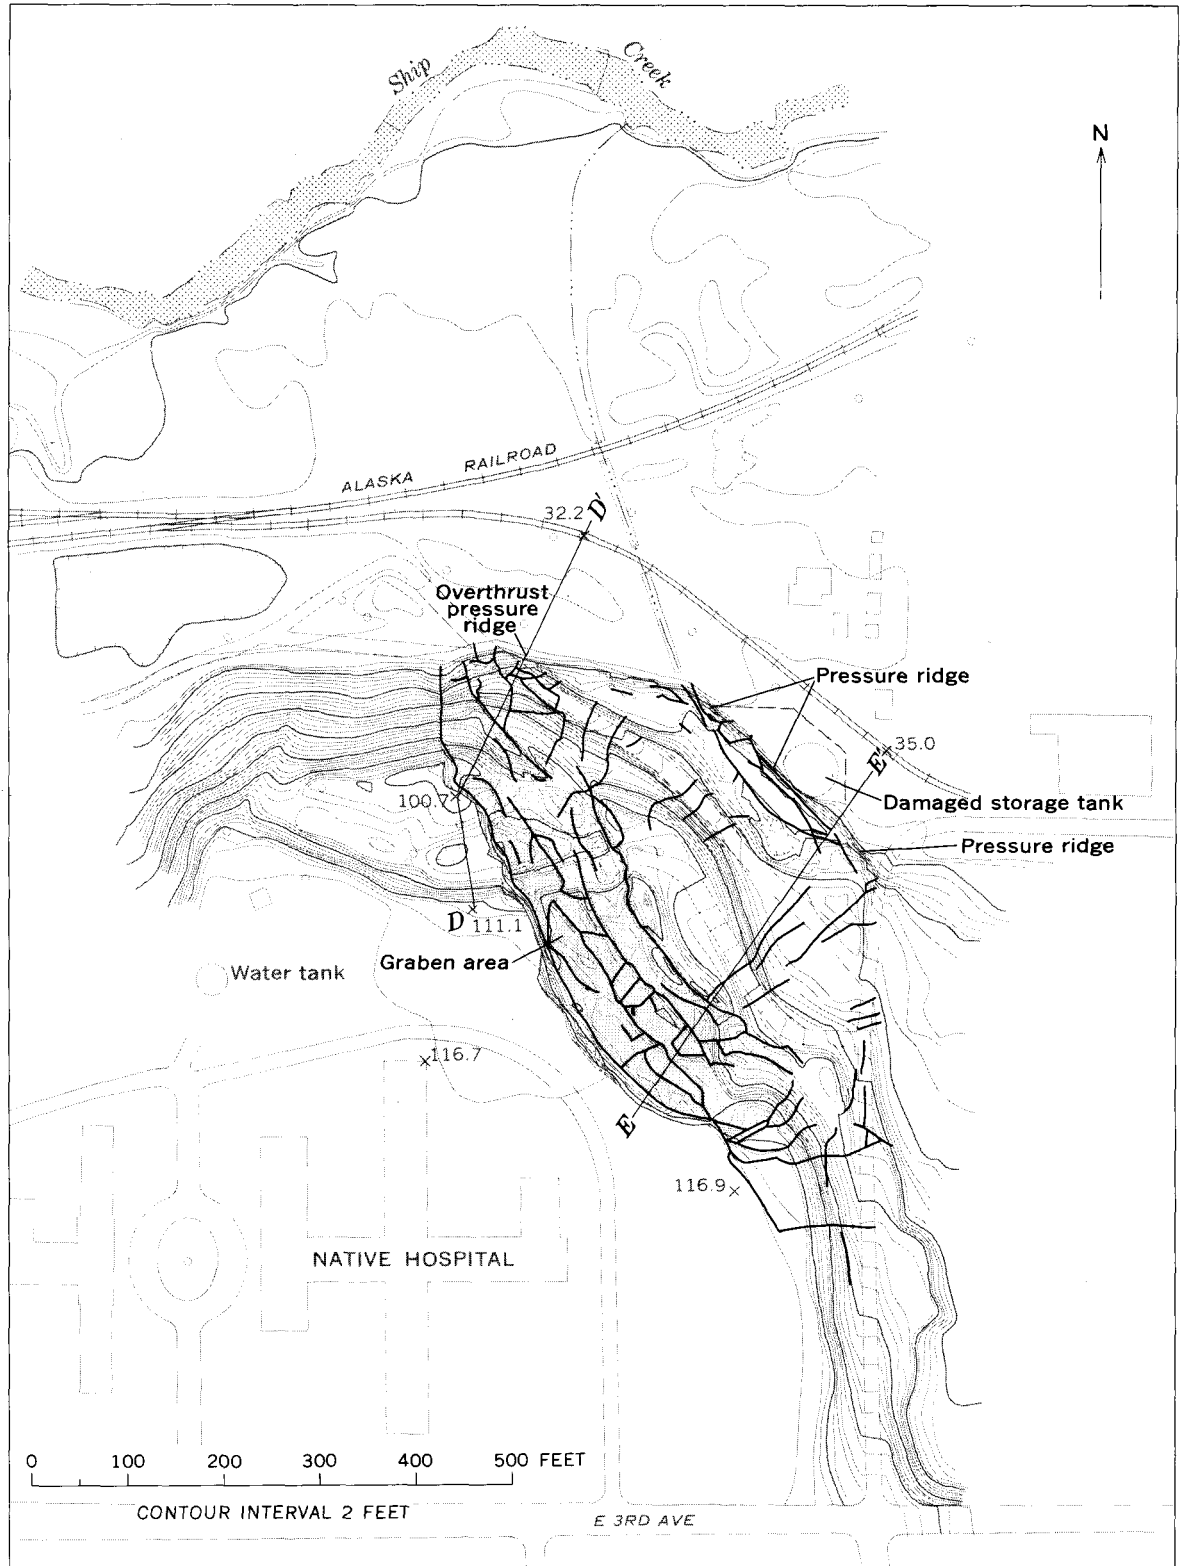 Ship
Creek
N
ALASKA
RAILROAD
32.2
D'
Overthrust
pressure
ridge
Pressure ridge
35.0
E'
100.7
Damaged storage tank
Pressure ridge
D
111.1
Graben area
Water tank
116.7
E
116.9
NATIVE HOSPITAL
0 100 200 300 400 500 FEET
CONTOUR INTERVAL 2 FEET
E 3RD AVE